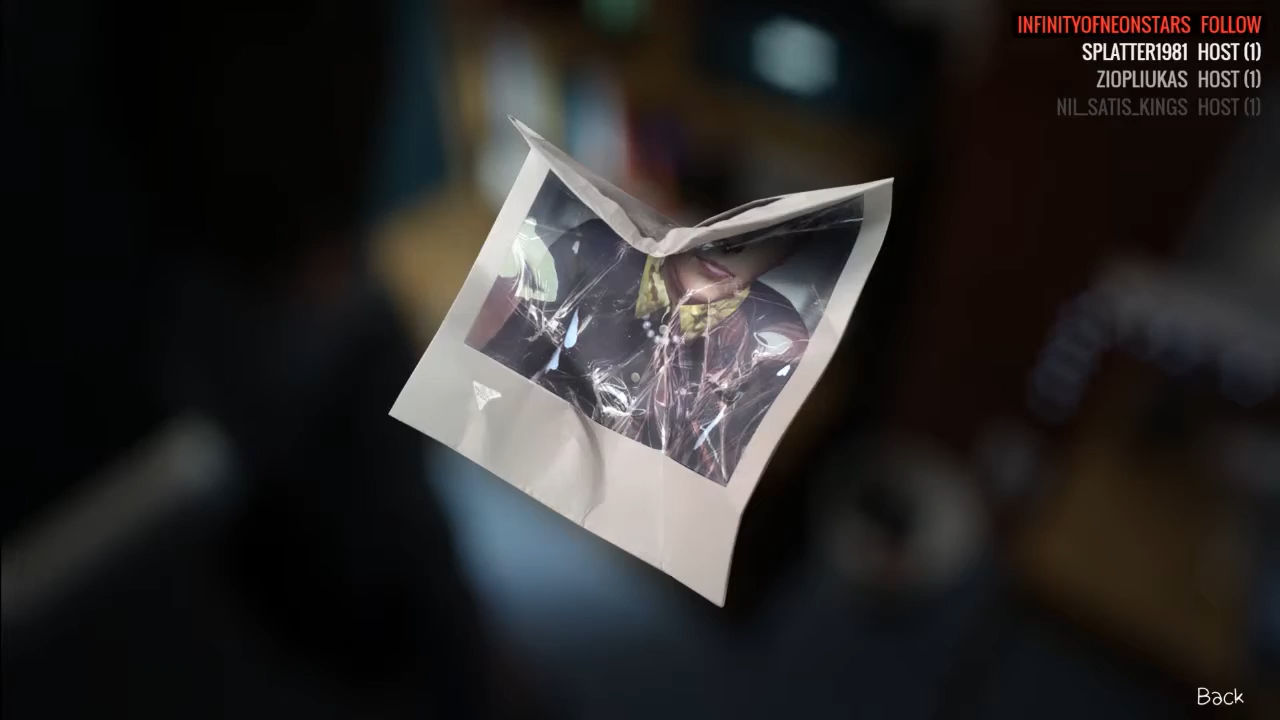 INFINITYOFNEONSTARS FOLLOW
SPLATTER1981 HOST (1)
ZIOPLIUKAS HOST (1)
NIL_SATIS_KINGS HOST (1)
Back